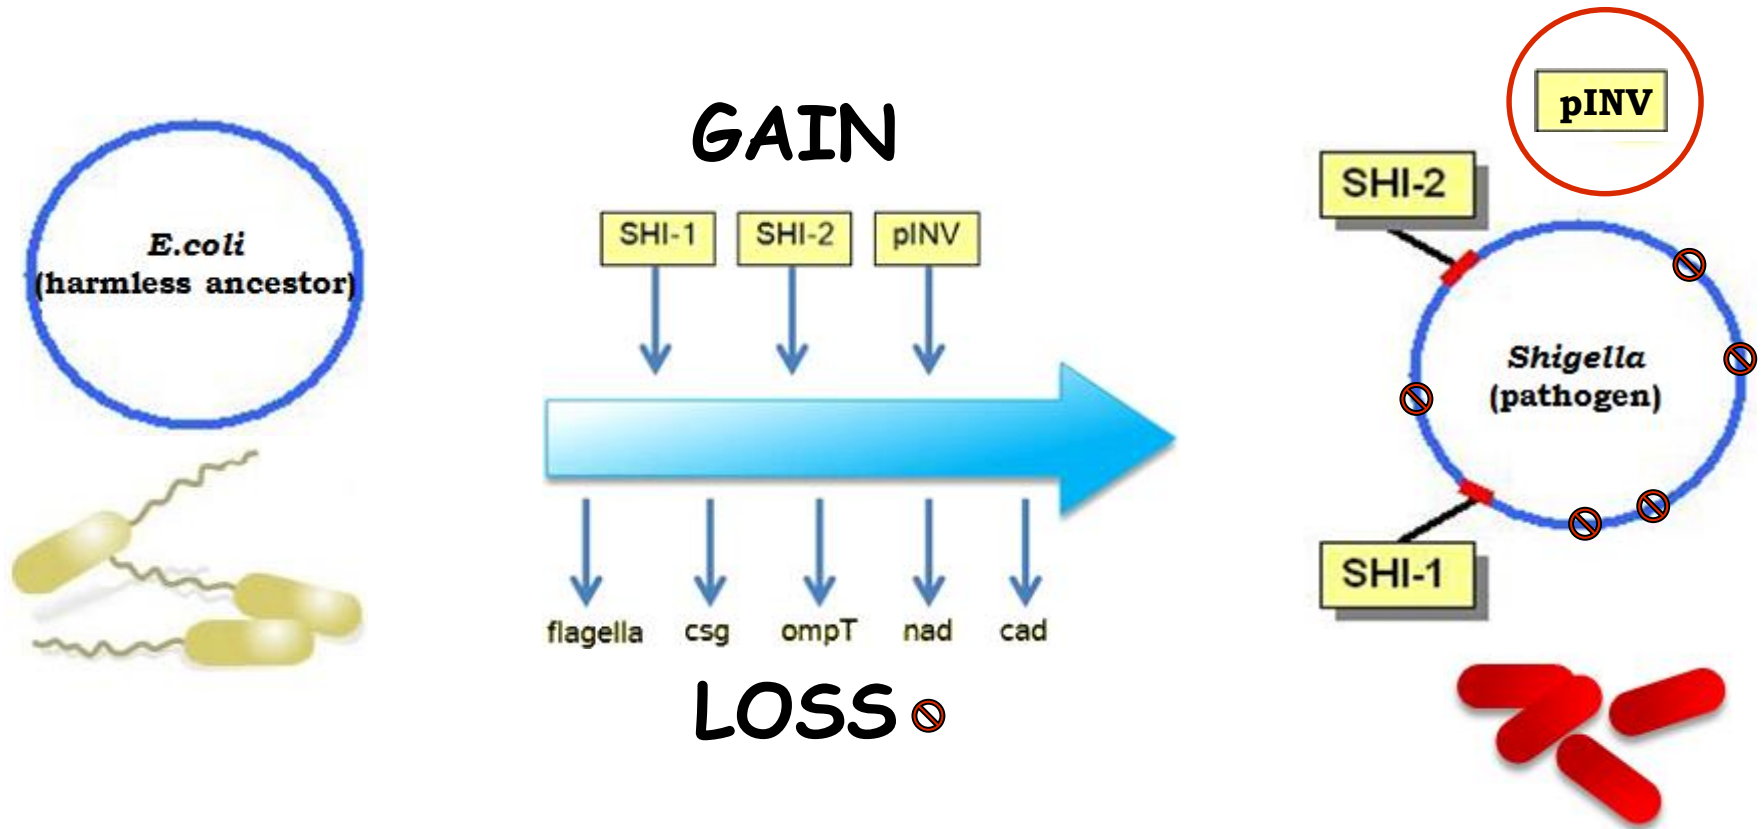 E.coli
(harmless ancestor)
GAIN
SHI-1
SHI-2
pINV
flagella
csg
ompT
nad
cad
LOSS
pINV
SHI-2
Shigella
(pathogen)
SHI-1